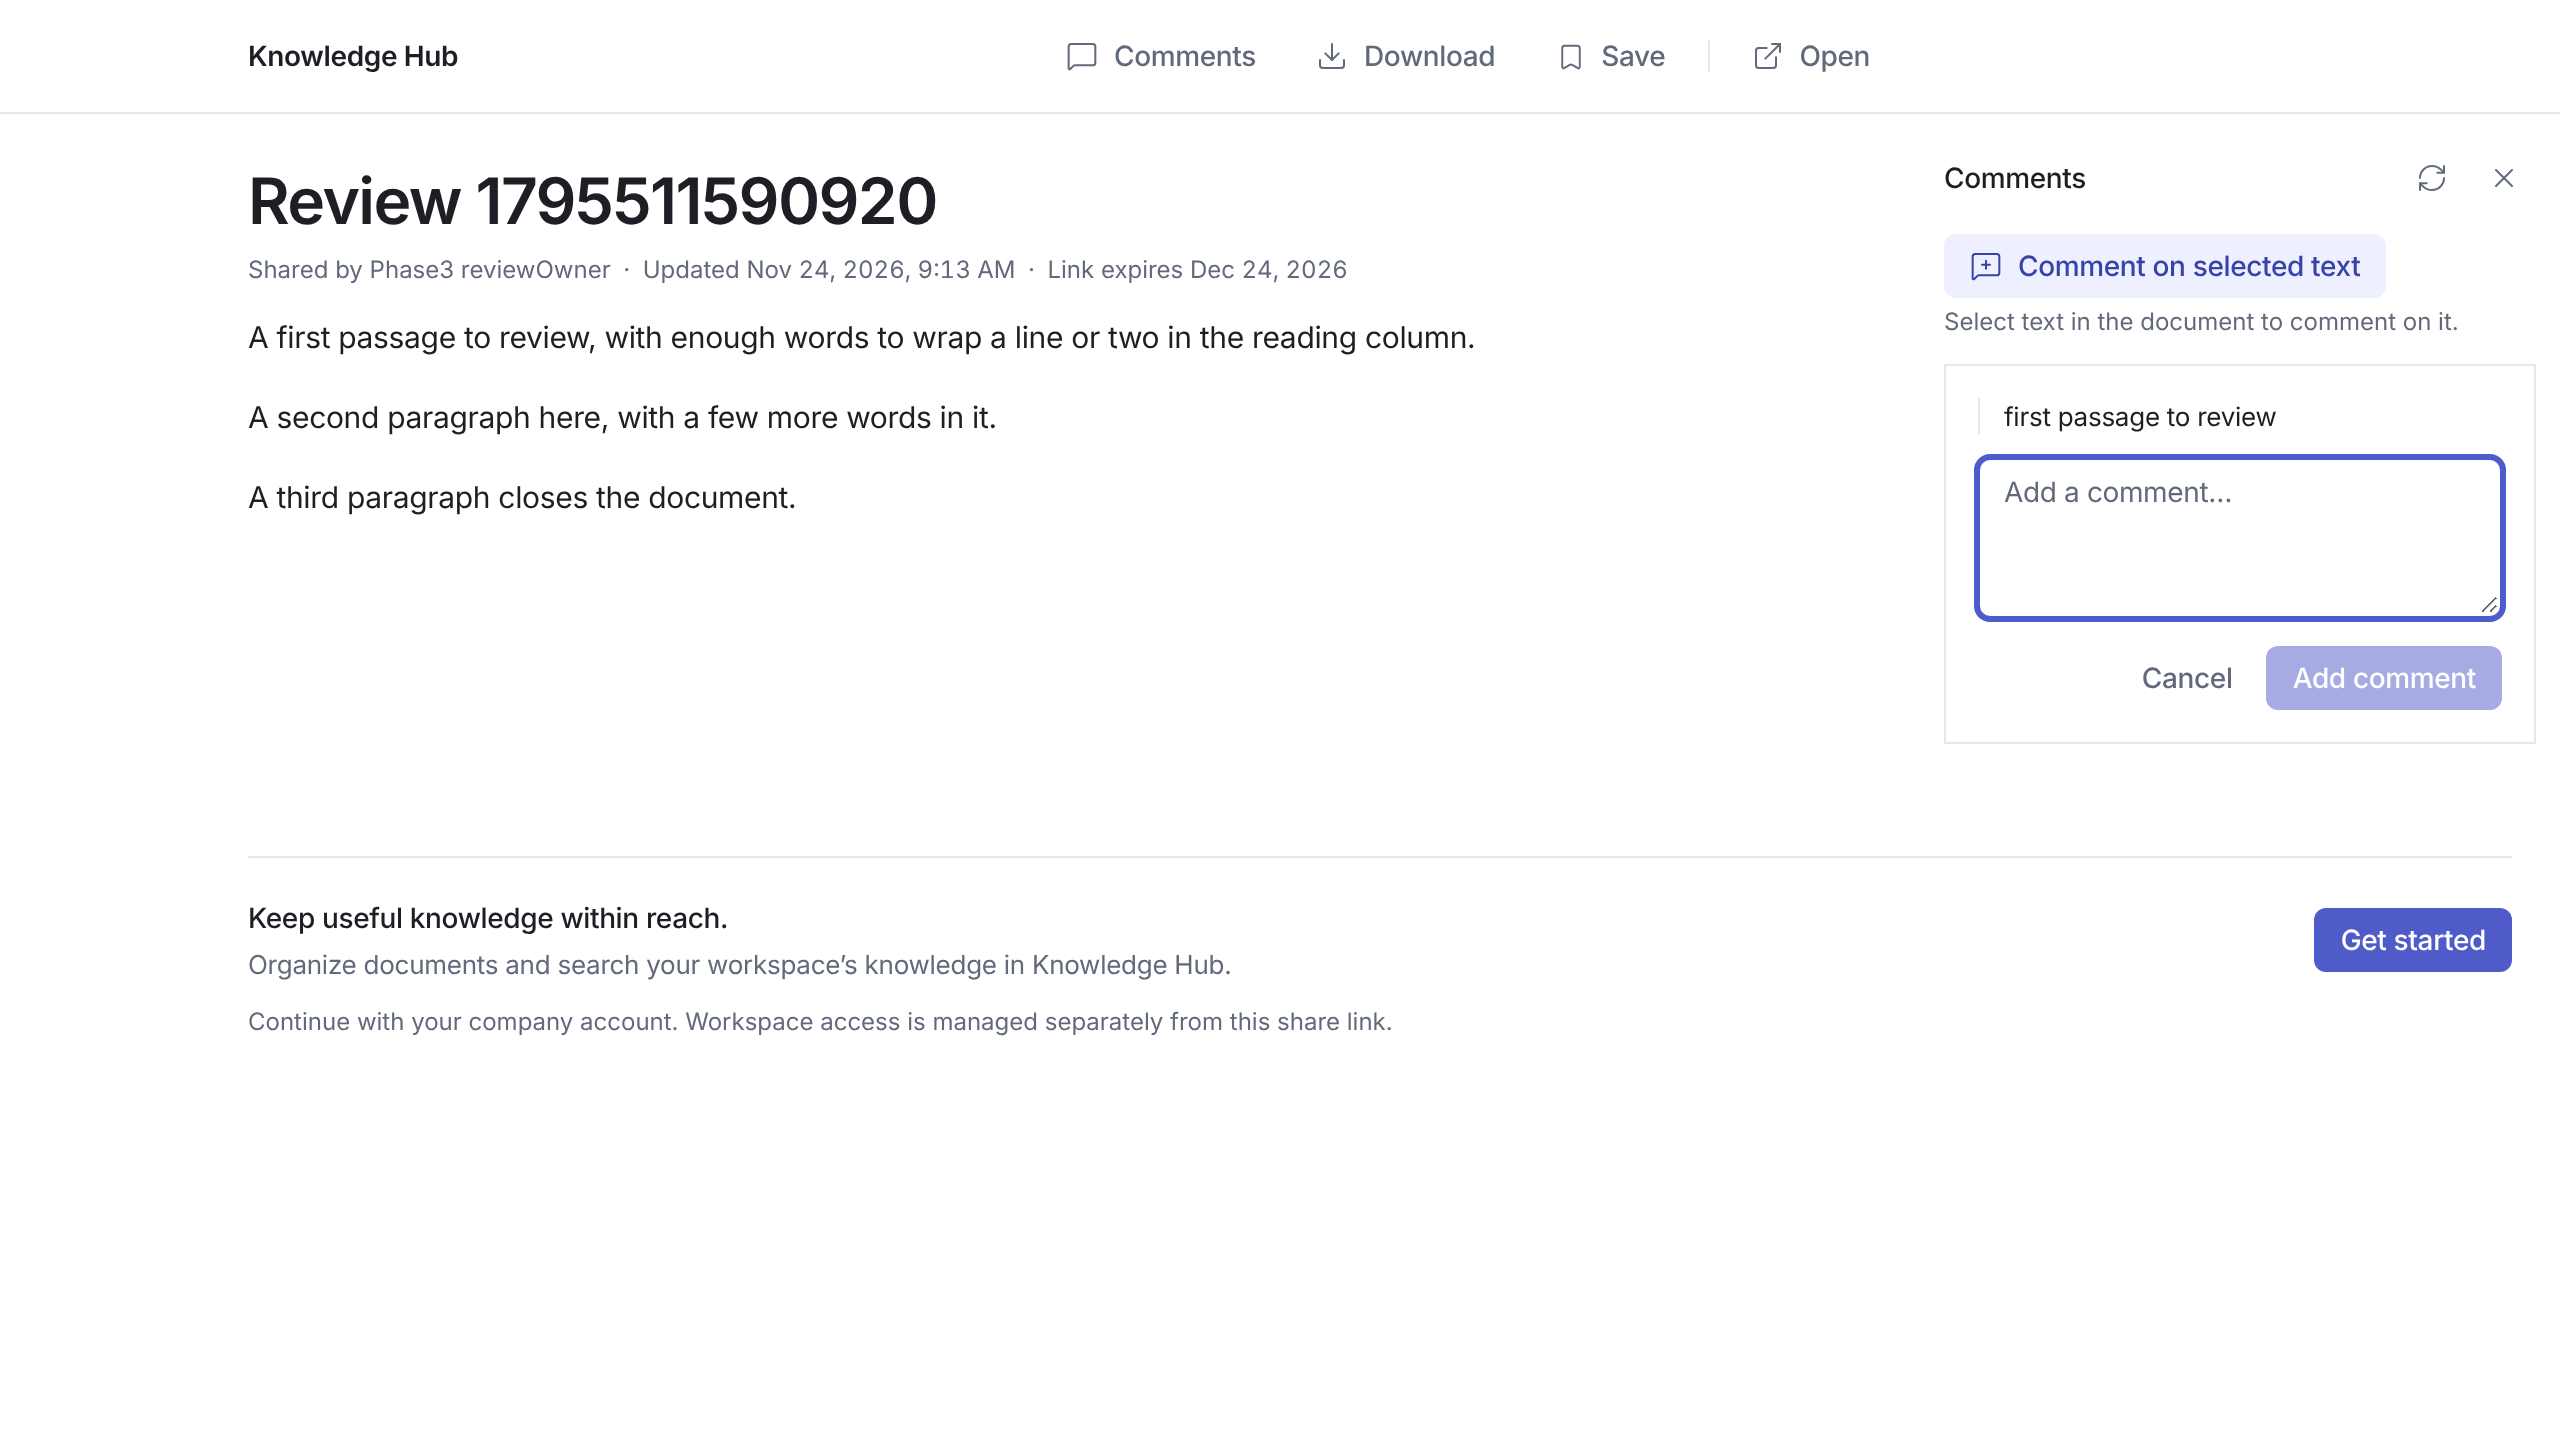 Knowledge Hub
Comments
Download
Save
Open
Review 1795511590920
Shared by Phase3 reviewOwner · Updated Nov 24, 2026, 9:13 AM · Link expires Dec 24, 2026
A first passage to review, with enough words to wrap a line or two in the reading column.
A second paragraph here, with a few more words in it.
A third paragraph closes the document.
Comments
Comment on selected text
Select text in the document to comment on it.
first passage to review
Add a comment...
Cancel
Add comment
Keep useful knowledge within reach.
Organize documents and search your workspace’s knowledge in Knowledge Hub.
Continue with your company account. Workspace access is managed separately from this share link.
Get started